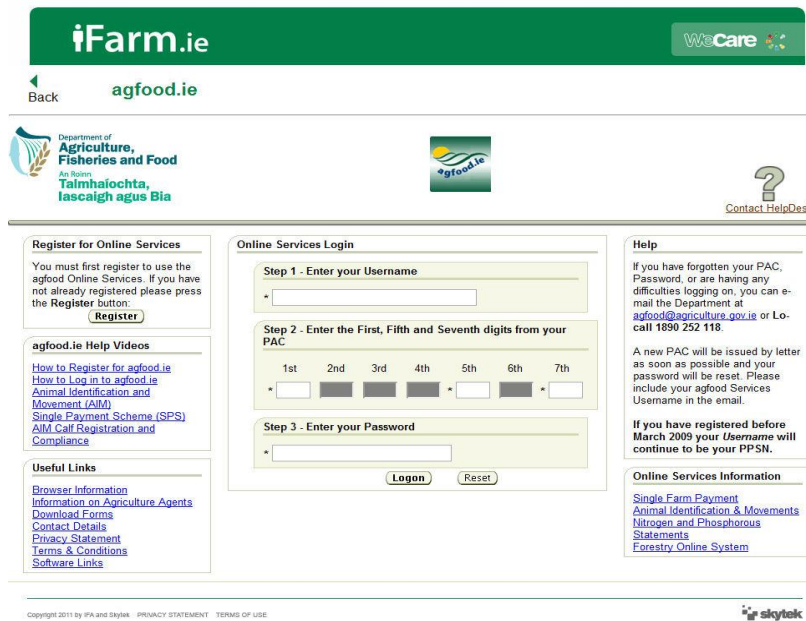 iFarm.ie
WeCare
Back
agfood.ie
Department of
Agriculture,
Fisheries and Food
An Roinn
Talmhaíochta,
Iascaigh agus Bia
agfood.ie
Contact HelpDes
Register for Online Services
You must first register to use the
agfood Online Services. If you have
not already registered please press
the Register button:
Register
agfood.ie Help Videos
How to Register for agfood.ie
How to Log in to agfood.ie
Animal Identification and
Movement (AIM)
Single Payment Scheme (SPS)
AIM Calf Registration and
Compliance
Useful Links
Browser Information
Information on Agriculture Agents
Download Forms
Contact Details
Privacy Statement
Terms & Conditions
Software Links
Online Services Login
Step 1 - Enter your Username
*
Step 2 - Enter the First, Fifth and Seventh digits from your
PAC
1st 2nd 3rd 4th 5th 6th 7th
* * *
Step 3 - Enter your Password
*
Logon Reset
Help
If you have forgotten your PAC,
Password, or are having any
difficulties logging on, you can e-
mail the Department at
agfood@agriculture.gov.ie or Lo-
call 1890 252 118.
A new PAC will be issued by letter
as soon as possible and your
password will be reset. Please
include your agfood Services
Username in the email.
If you have registered before
March 2009 your Username will
continue to be your PPSN.
Online Services Information
Single Farm Payment
Animal Identification & Movements
Nitrogen and Phosphorous
Statements
Forestry Online System
Copyright 2011 by IFA and Skytek PRIVACY STATEMENT TERMS OF USE
skytek